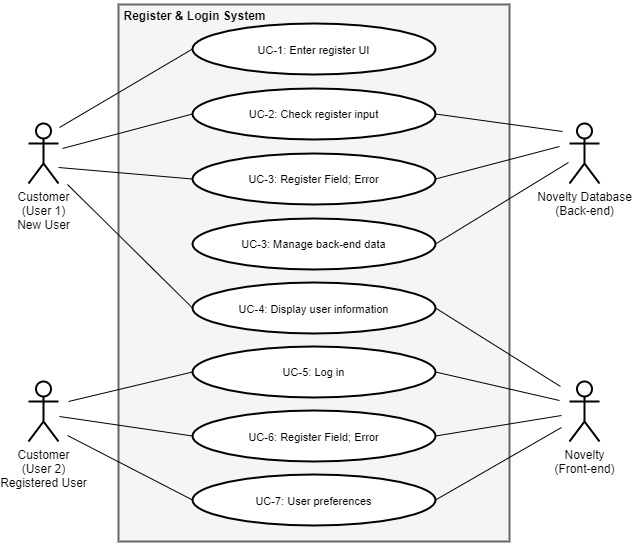 Register & Login System
UC-1: Enter register UI
UC-2: Check register input
UC-3: Register Field; Error
UC-3: Manage back-end data
UC-4: Display user information
UC-5: Log in
UC-6: Register Field; Error
UC-7: User preferences
Customer
(User 1)
New User
Novelty Database
(Back-end)
Customer
(User 2)
Registered User
Novelty
(Front-end)